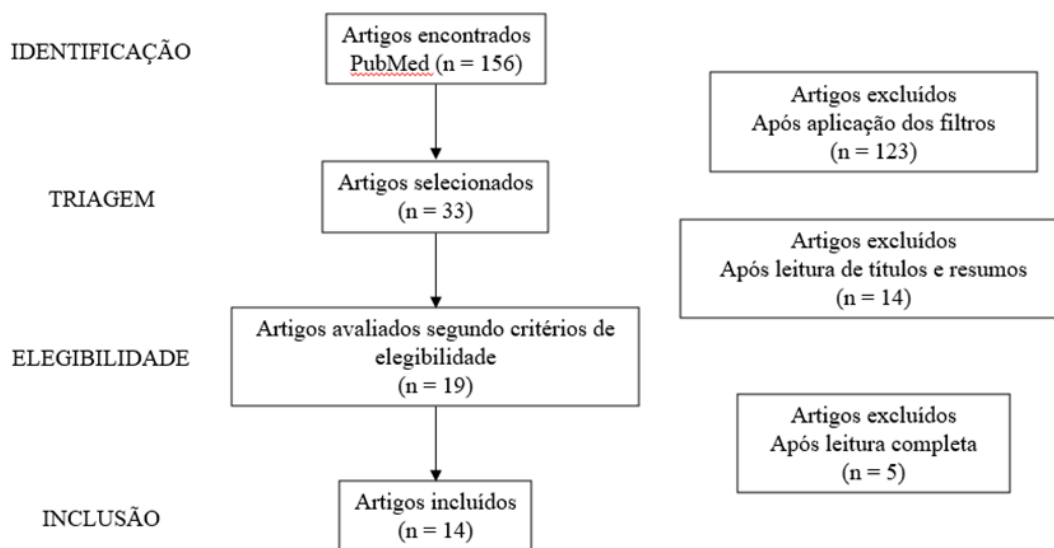 IDENTIFICAÇÃO
Artigos encontrados
PubMed (n = 156)
Artigos excluídos
Após aplicação dos filtros
(n = 123)
TRIAGEM
Artigos selecionados
(n = 33)
Artigos excluídos
Após leitura de títulos e resumos
(n = 14)
ELEGIBILIDADE
Artigos avaliados segundo critérios de
elegibilidade
(n = 19)
Artigos excluídos
Após leitura completa
(n = 5)
INCLUSÃO
Artigos incluídos
(n = 14)